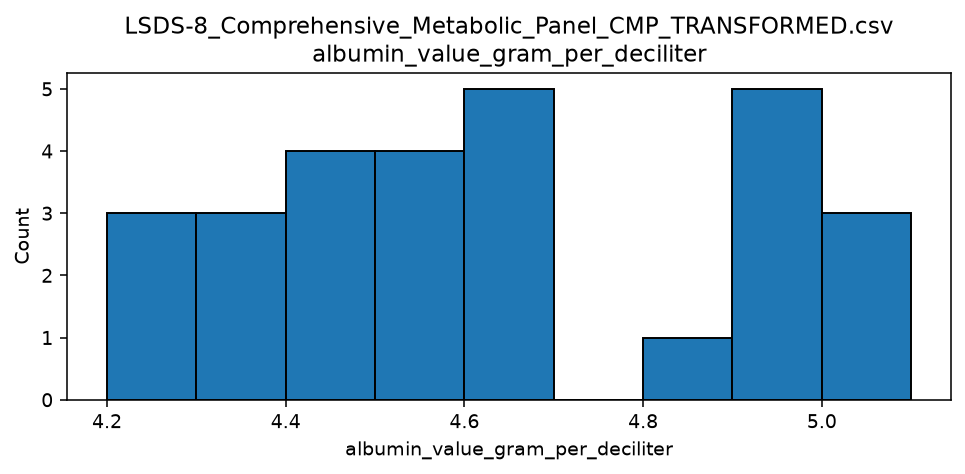 LSDS-8_Comprehensive_Metabolic_Panel_CMP_TRANSFORMED.csv
albumin_value_gram_per_deciliter
5
4
3
2
1
0
Count
4.2 4.4 4.6 4.8 5.0
albumin_value_gram_per_deciliter